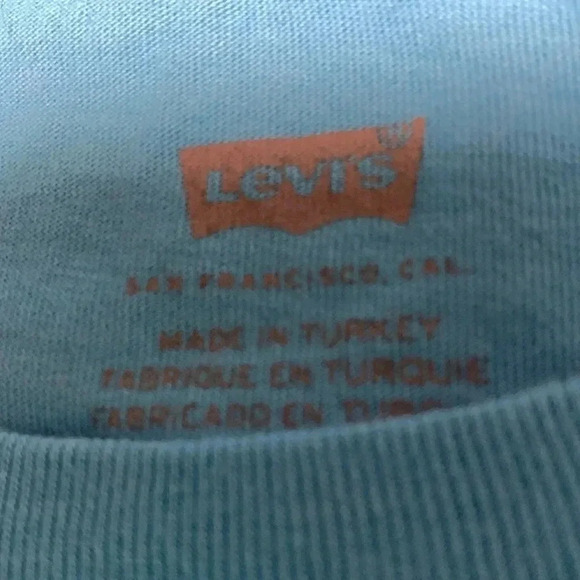 Levi's
SAN FRANCISCO, CAL.
MADE IN TURKEY
FABRIQUE EN TURQUIE
FABRICADO EN